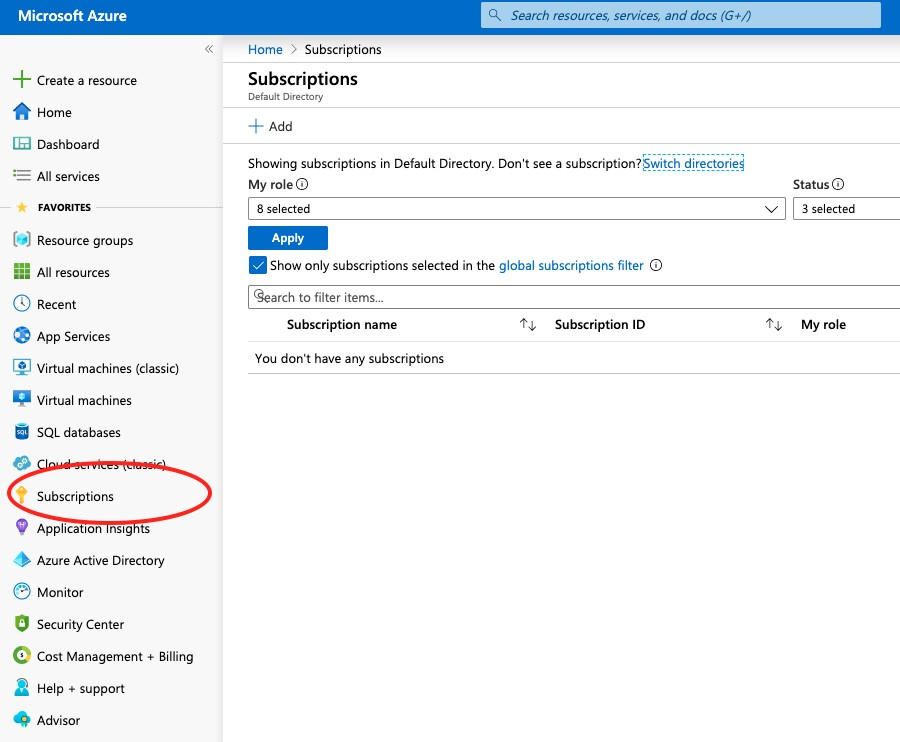 Microsoft Azure
Search resources, services, and docs (G+/)
«
Create a resource
Home
Dashboard
All services
FAVORITES
Resource groups
All resources
Recent
App Services
Virtual machines (classic)
Virtual machines
SQL databases
Cloud services (classic)
Subscriptions
Application Insights
Azure Active Directory
Monitor
Security Center
Cost Management + Billing
Help + support
Advisor
Home > Subscriptions
Subscriptions
Default Directory
+ Add
Showing subscriptions in Default Directory. Don't see a subscription? Switch directories
My role
Status
8 selected
3 selected
Apply
Show only subscriptions selected in the global subscriptions filter
Search to filter items...
Subscription name ↑↓ Subscription ID ↑↓ My role
You don't have any subscriptions